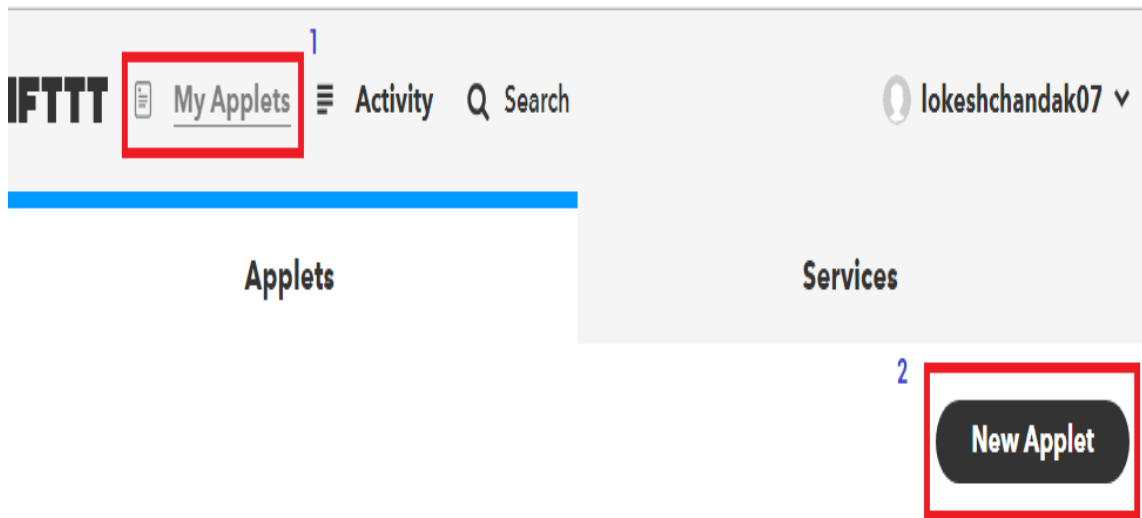 1
IFTTT My Applets Activity Search lokeshchandak07
Applets Services
2
New Applet